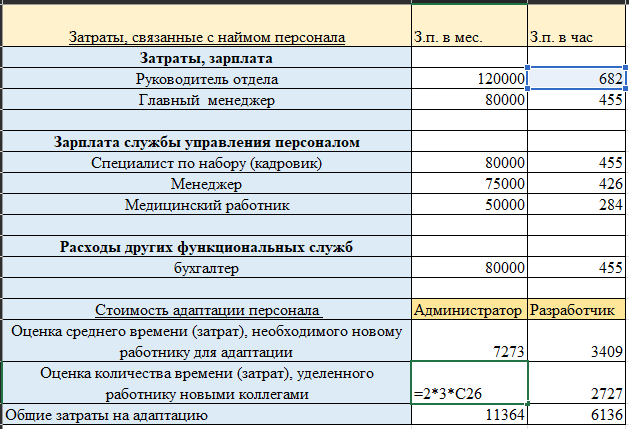 Затраты, связанные с наймом персонала З.п. в мес. З.п. в час
Затраты, зарплата
Руководитель отдела 120000 682
Главный менеджер 80000 455
Зарплата службы управления персоналом
Специалист по набору (кадровик) 80000 455
Менеджер 75000 426
Медицинский работник 50000 284
Расходы других функциональных служб
бухгалтер 80000 455
Стоимость адаптации персонала Администратор Разработчик
Оценка среднего времени (затрат), необходимого новому
работнику для адаптации 7273 3409
Оценка количества времени (затрат), уделенного
работнику новыми коллегами =2*3*C26 2727
Общие затраты на адаптацию 11364 6136